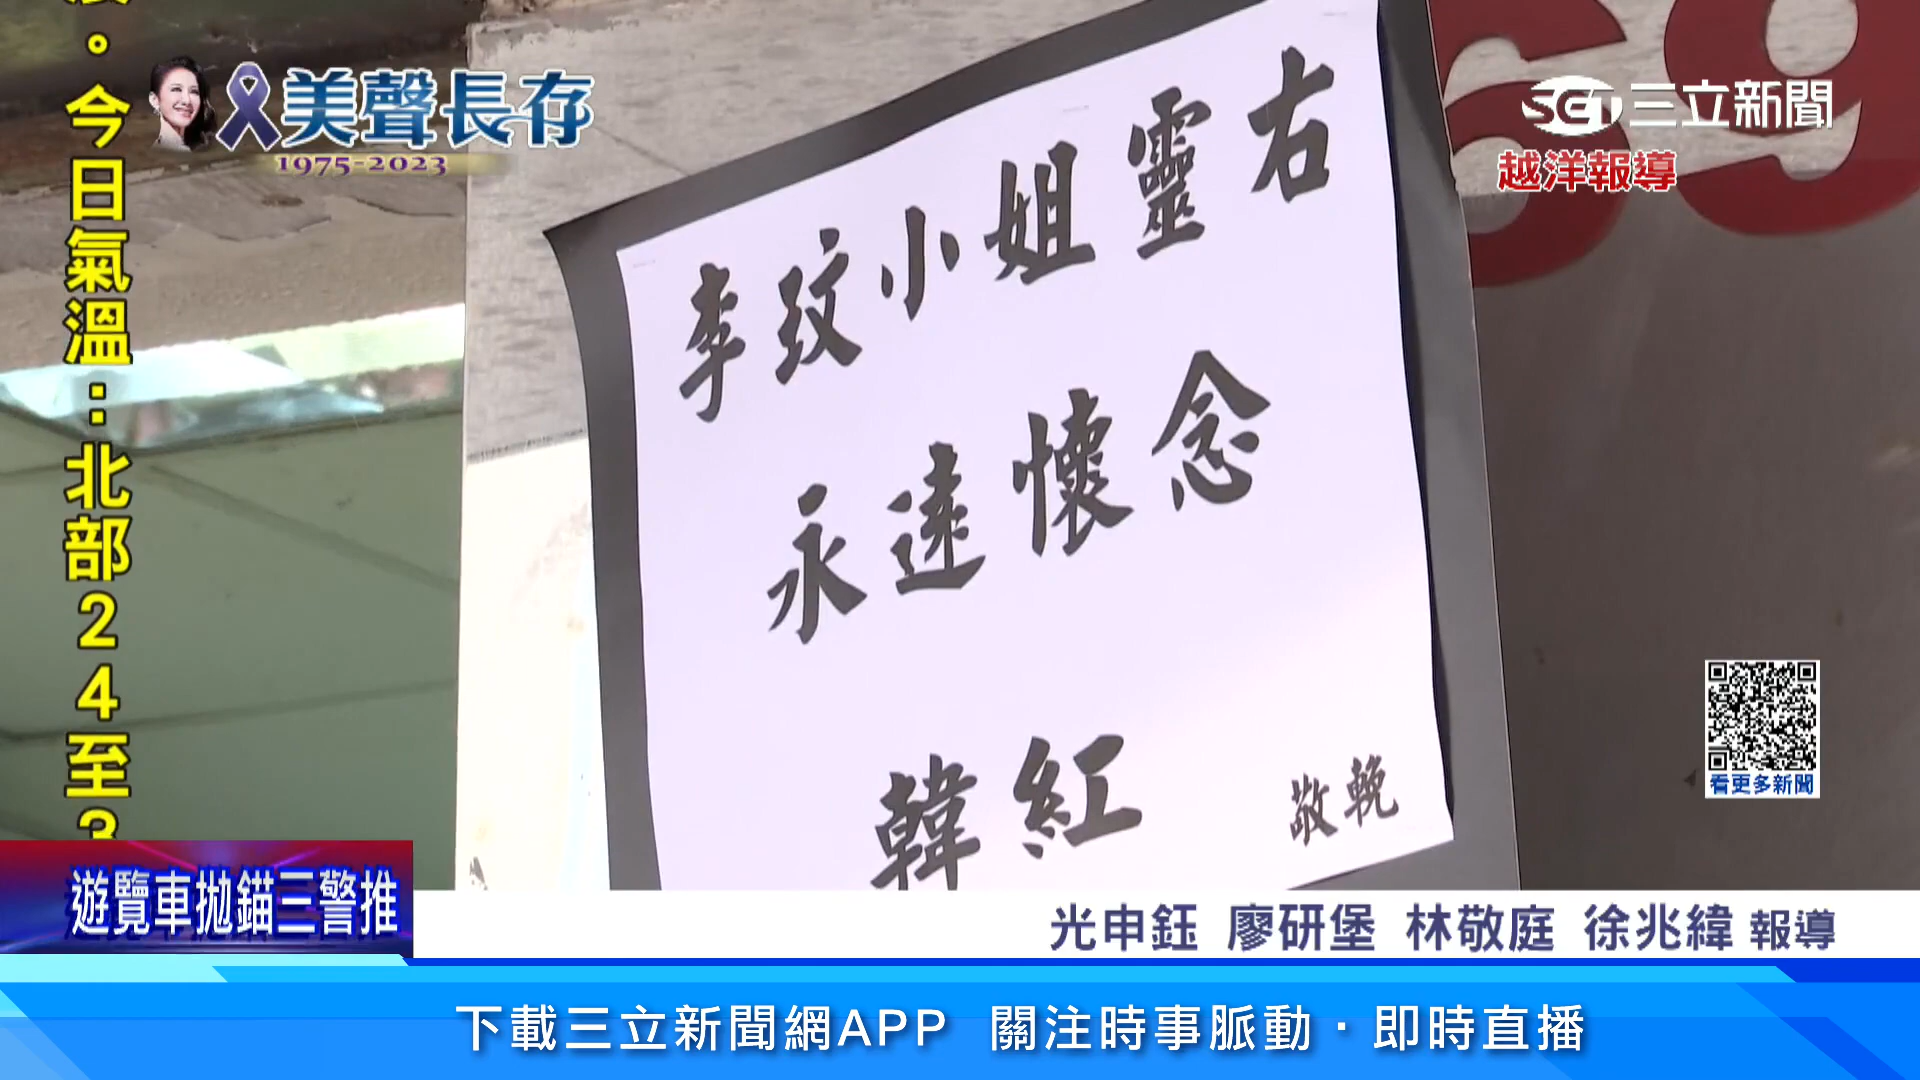 今日氣溫:北部24至3
美聲長存
1975-2023
SET三立新聞
越洋報導
69
李玟小姐靈右
永遠懷念
韓紅
敬輓
看更多新聞
遊覽車拋錨三警推
光申鈺 廖研堡 林敬庭 徐兆緯 報導
下載三立新聞網APP 關注時事脈動・即時直播